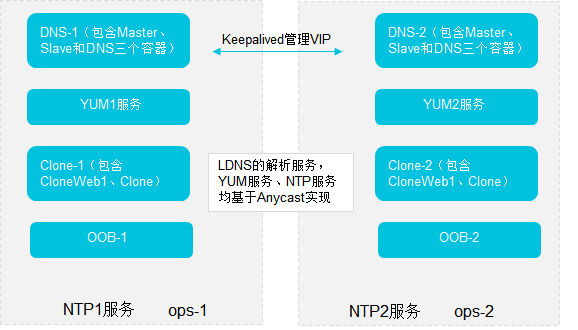 DNS-1（包含Master、
Slave和DNS三个容器）
Keepalived管理VIP
DNS-2（包含Master、
Slave和DNS三个容器）
YUM1服务
YUM2服务
Clone-1（包含
CloneWeb1、Clone）
LDNS的解析服务，
YUM服务、NTP服务
均基于Anycast实现
Clone-2（包含
CloneWeb1、Clone）
OOB-1
OOB-2
NTP1服务 ops-1
NTP2服务 ops-2